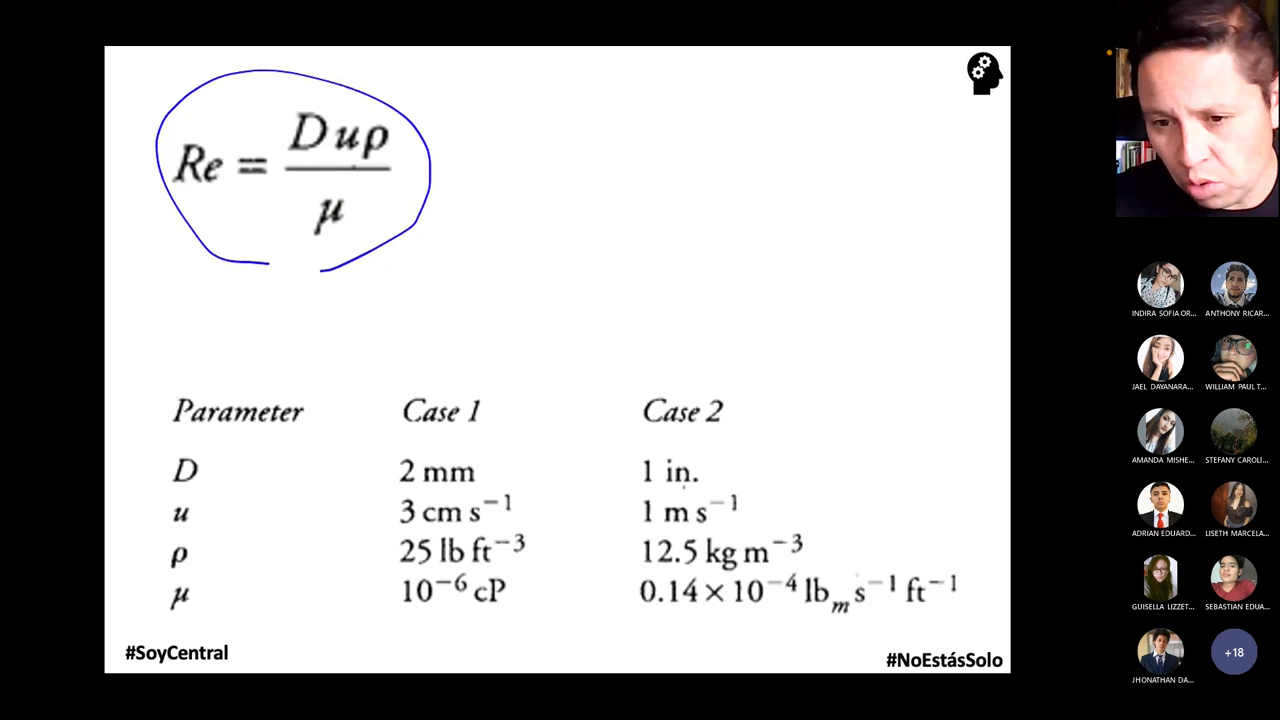 Re = Duρ / μ
Parameter Case 1 Case 2
D 2 mm 1 in.
u 3 cm s⁻¹ 1 m s⁻¹
ρ 25 lb ft⁻³ 12.5 kg m⁻³
μ 10⁻⁶ cP 0.14 × 10⁻⁴ lbₘ s⁻¹ ft⁻¹
#SoyCentral
#NoEstásSolo
INDIRA SOFIA OR... ANTHONY RICAR...
JAEL DAYANARA... WILLIAM PAUL T...
AMANDA MISHE... STEFANY CAROLI...
ADRIAN EDUARD... LISETH MARCELA...
GUISELLA LIZZET... SEBASTIAN EDUA...
+18
JHONATHAN DA...